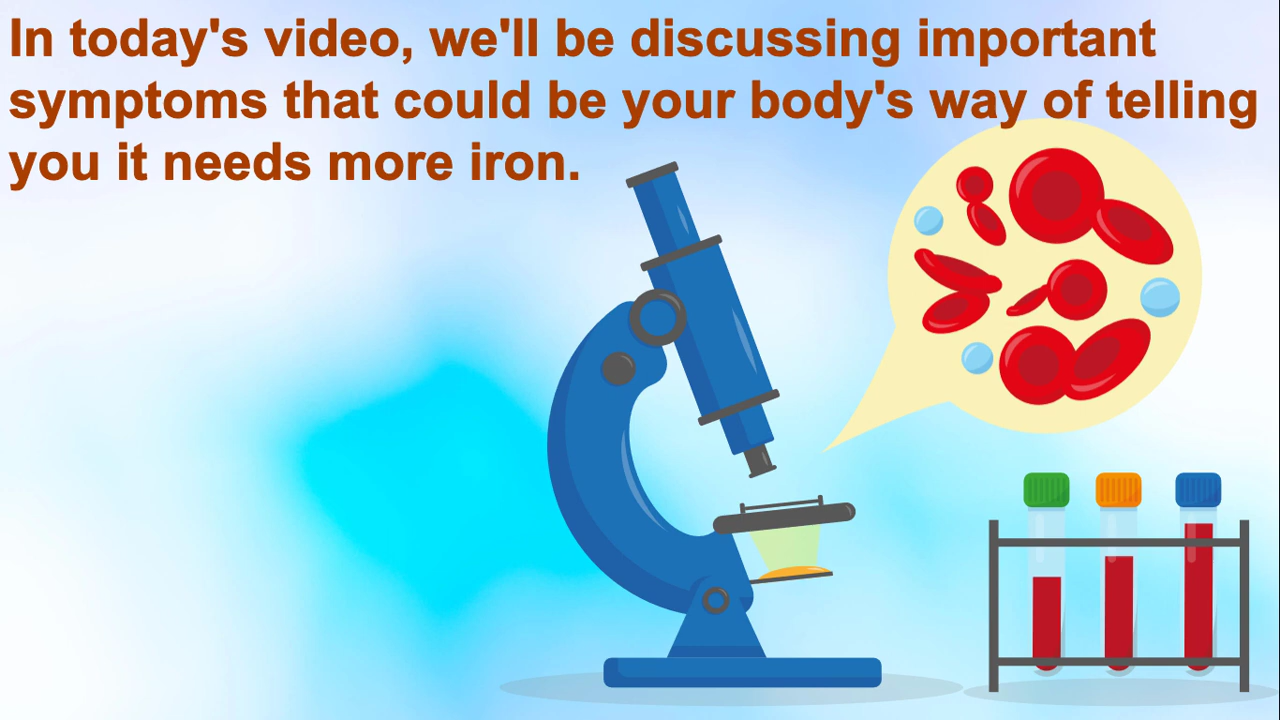 In today's video, we'll be discussing important
symptoms that could be your body's way of telling
you it needs more iron.